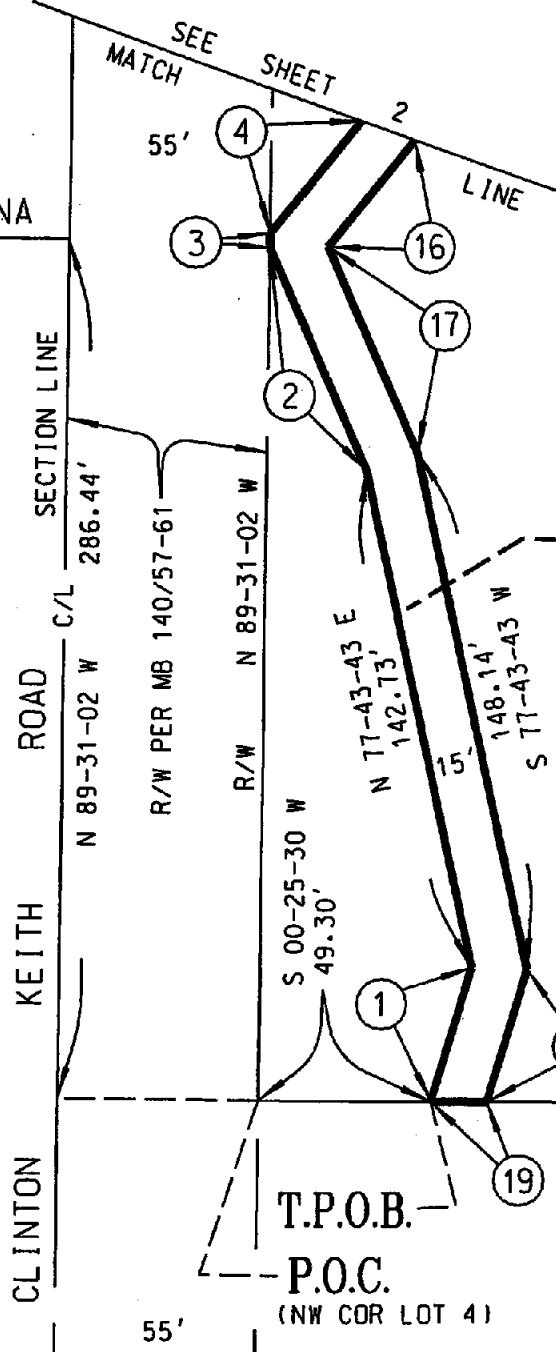 SEE SHEET 2
MATCH LINE
4
55'
NA
3
16
17
2
SECTION LINE
C/L 286.44'
N 89-31-02 W
R/W PER MB 140/57-61
R/W N 89-31-02 W
N 77-43-43 E
142.73'
148.14'
S 77-43-43 W
15'
S 00-25-30 W
49.30'
CLINTON KEITH ROAD
1
19
T.P.O.B.
P.O.C.
(NW COR LOT 4)
55'